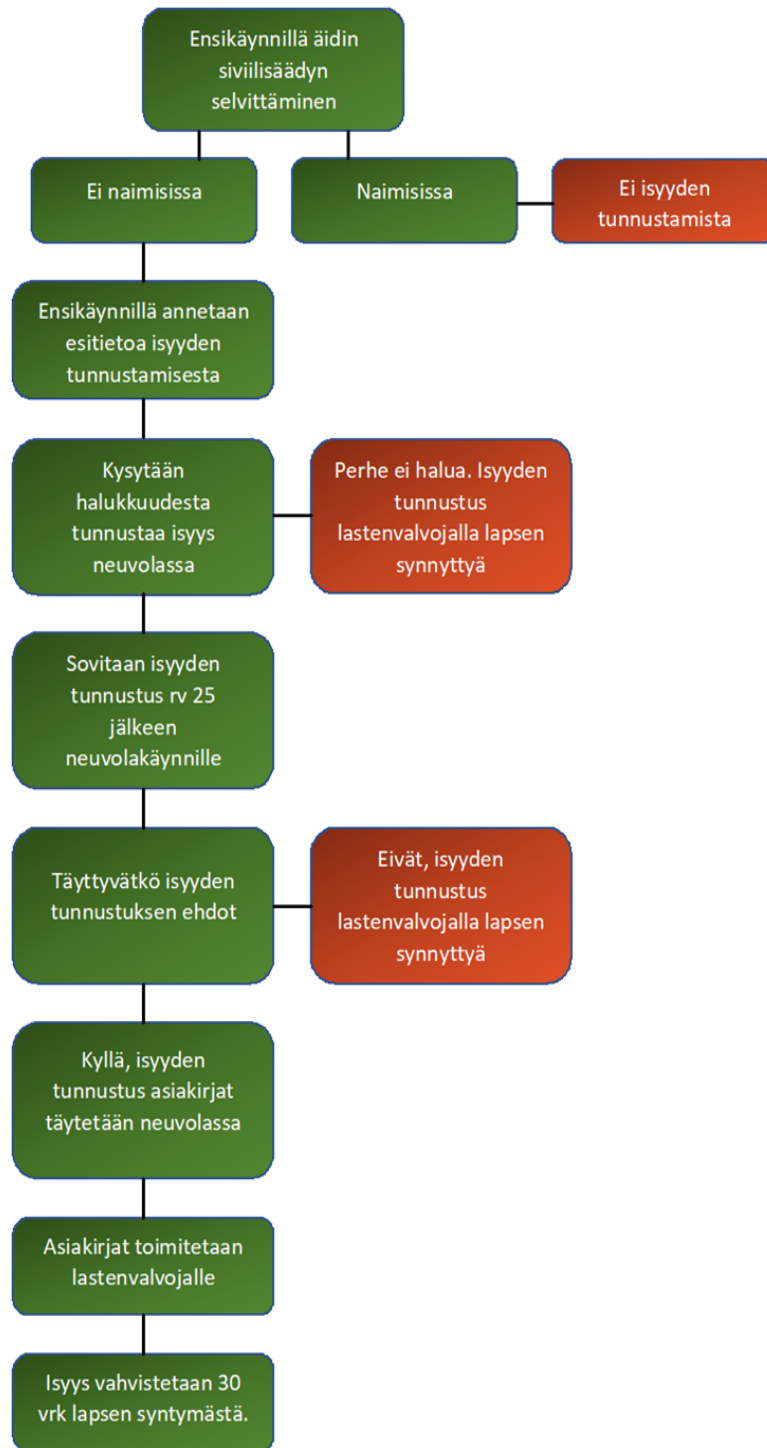 Ensikäynnillä äidin
siviilisäädyn
selvittäminen
Ei naimisissa
Naimisissa
Ei isyyden
tunnustamista
Ensikäynnillä annetaan
esitietoa isyyden
tunnustamisesta
Kysytään
halukkuudesta
tunnustaa isyys
neuvolassa
Perhe ei halua. Isyyden
tunnustus
lastenvalvojalla lapsen
synnyttyä
Sovitaan isyyden
tunnustus rv 25
jälkeen
neuvolakäynnille
Täyttyvätkö isyyden
tunnustuksen ehdot
Eivät, isyyden
tunnustus
lastenvalvojalla lapsen
synnyttyä
Kyllä, isyyden
tunnustus asiakirjat
täytetään neuvolassa
Asiakirjat toimitetaan
lastenvalvojalle
Isyys vahvistetaan 30
vrk lapsen syntymästä.